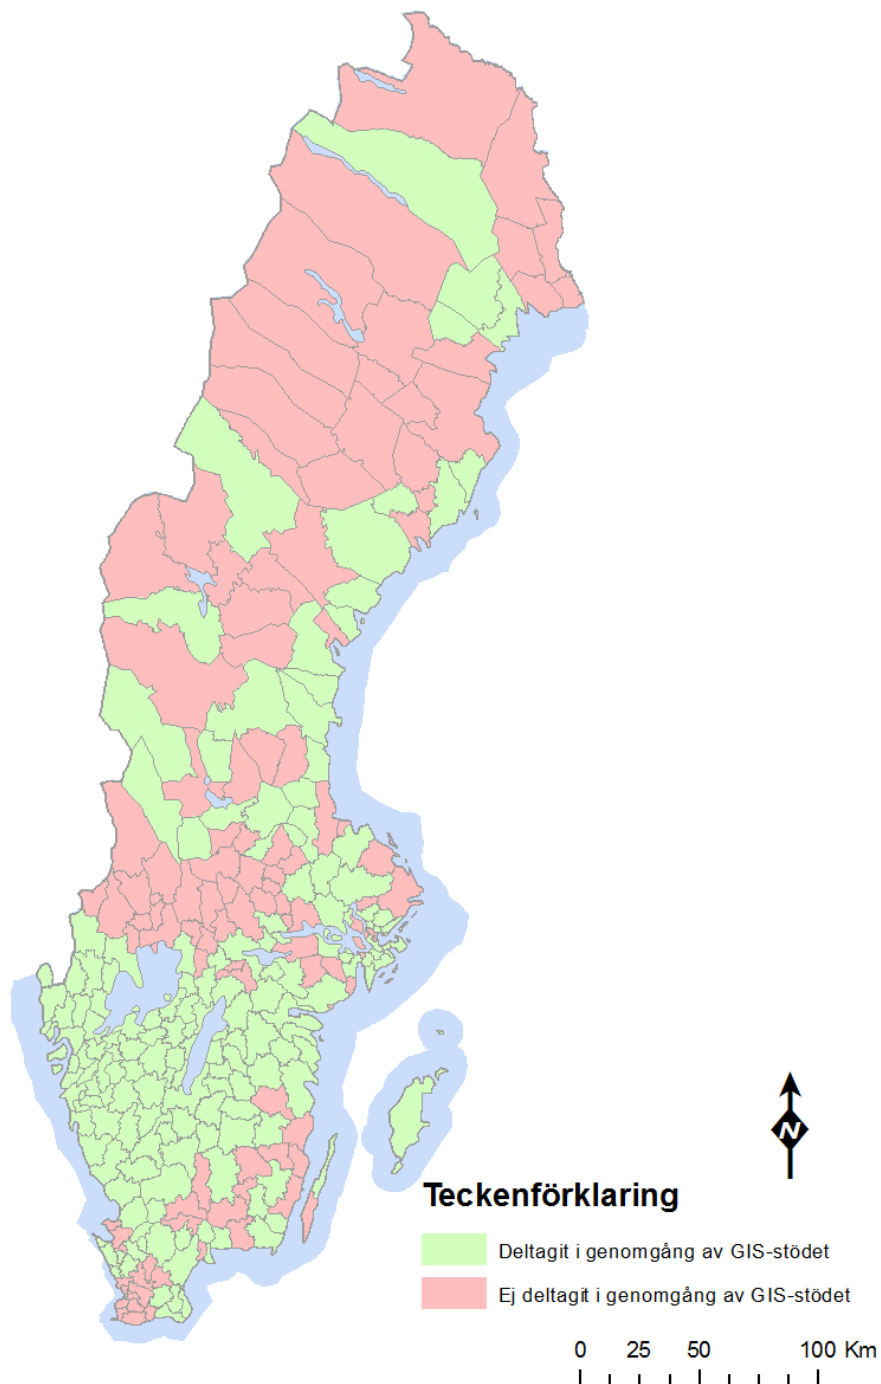 N
Teckenförklaring
Deltagit i genomgång av GIS-stödet
Ej deltagit i genomgång av GIS-stödet
0 25 50 100 Km